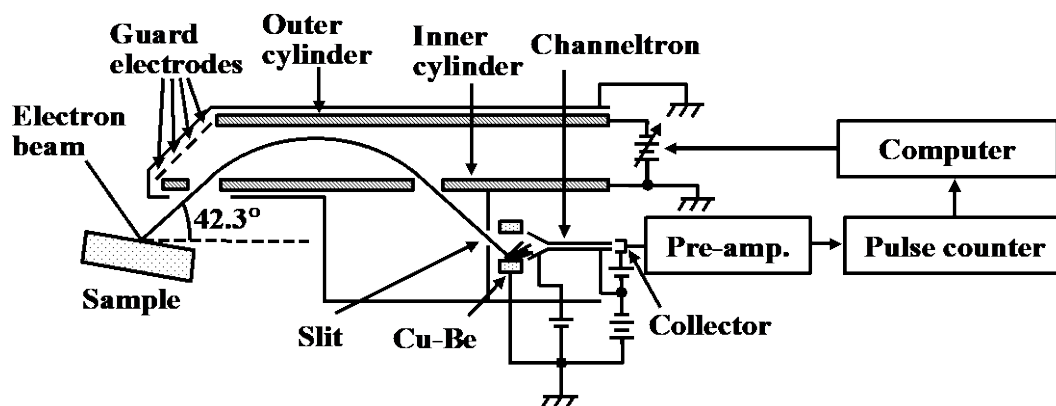 Guard
electrodes
Outer
cylinder
Inner
cylinder
Channeltron
Electron
beam
Computer
42.3°
Pre-amp.
Pulse counter
Sample
Slit
Cu-Be
Collector